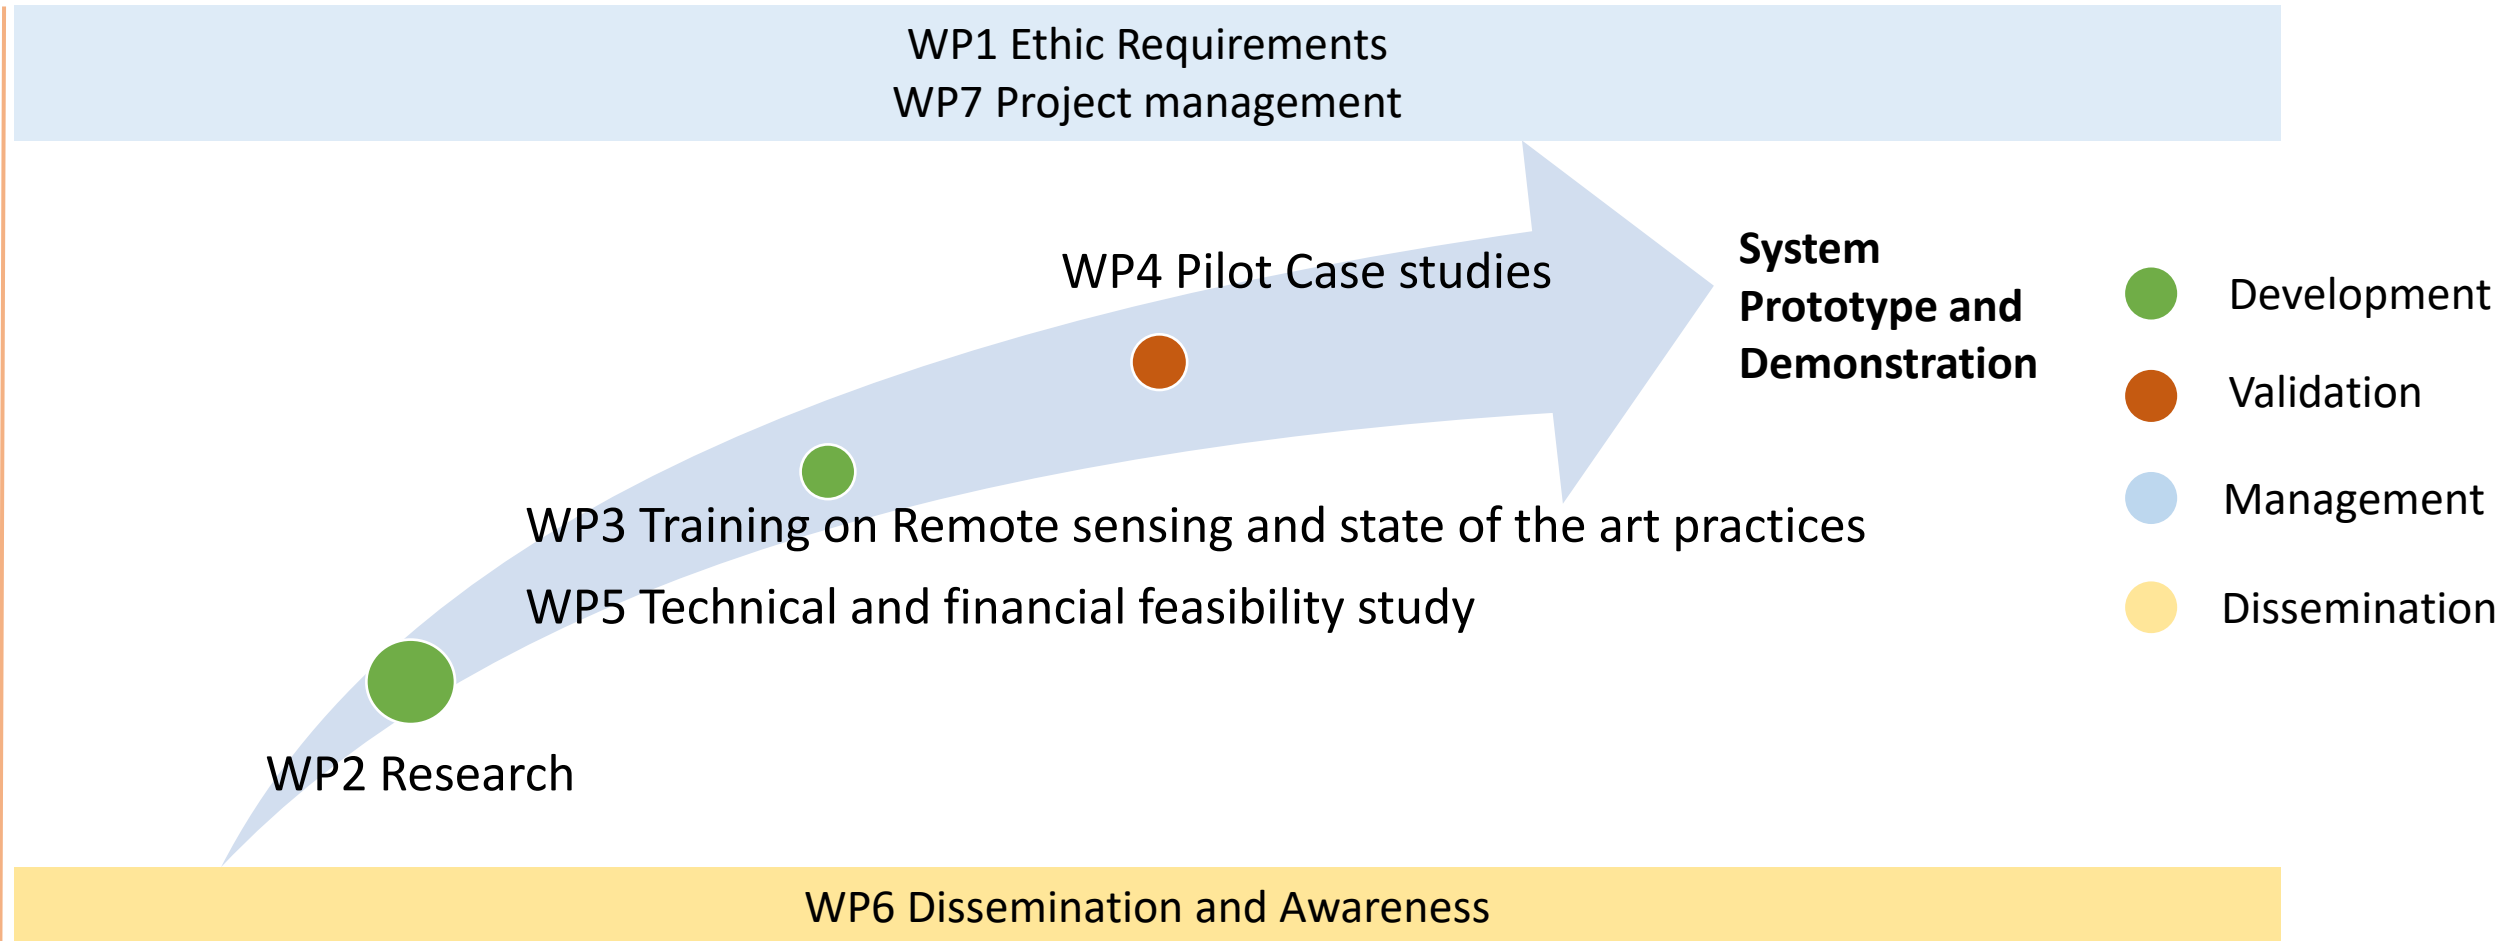 WP1 Ethic Requirements
WP7 Project management
WP4 Pilot Case studies
System
Prototype and
Demonstration
Development
Validation
Management
Dissemination
WP3 Training on Remote sensing and state of the art practices
WP5 Technical and financial feasibility study
WP2 Research
WP6 Dissemination and Awareness